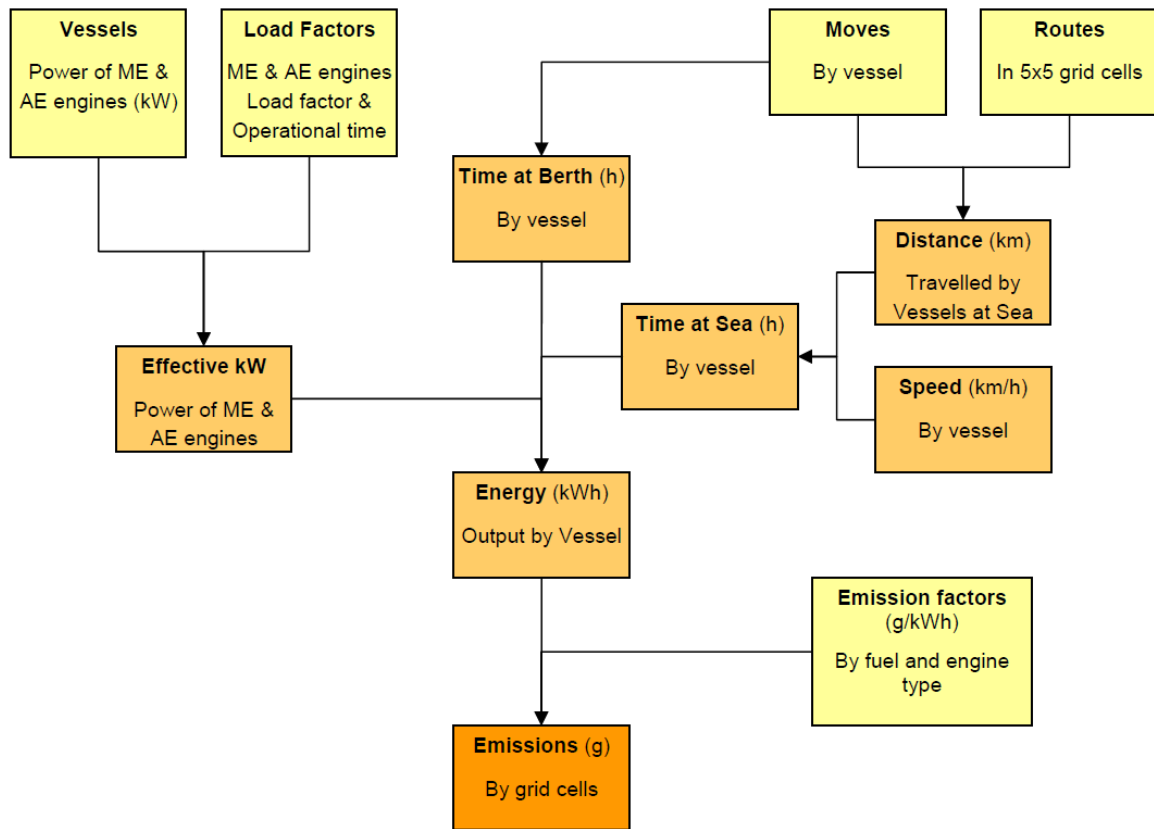 Vessels
Power of ME &
AE engines (kW)
Load Factors
ME & AE engines
Load factor &
Operational time
Moves
By vessel
Routes
In 5x5 grid cells
Time at Berth (h)
By vessel
Distance (km)
Travelled by
Vessels at Sea
Time at Sea (h)
By vessel
Effective kW
Power of ME &
AE engines
Speed (km/h)
By vessel
Energy (kWh)
Output by Vessel
Emission factors
(g/kWh)
By fuel and engine
type
Emissions (g)
By grid cells